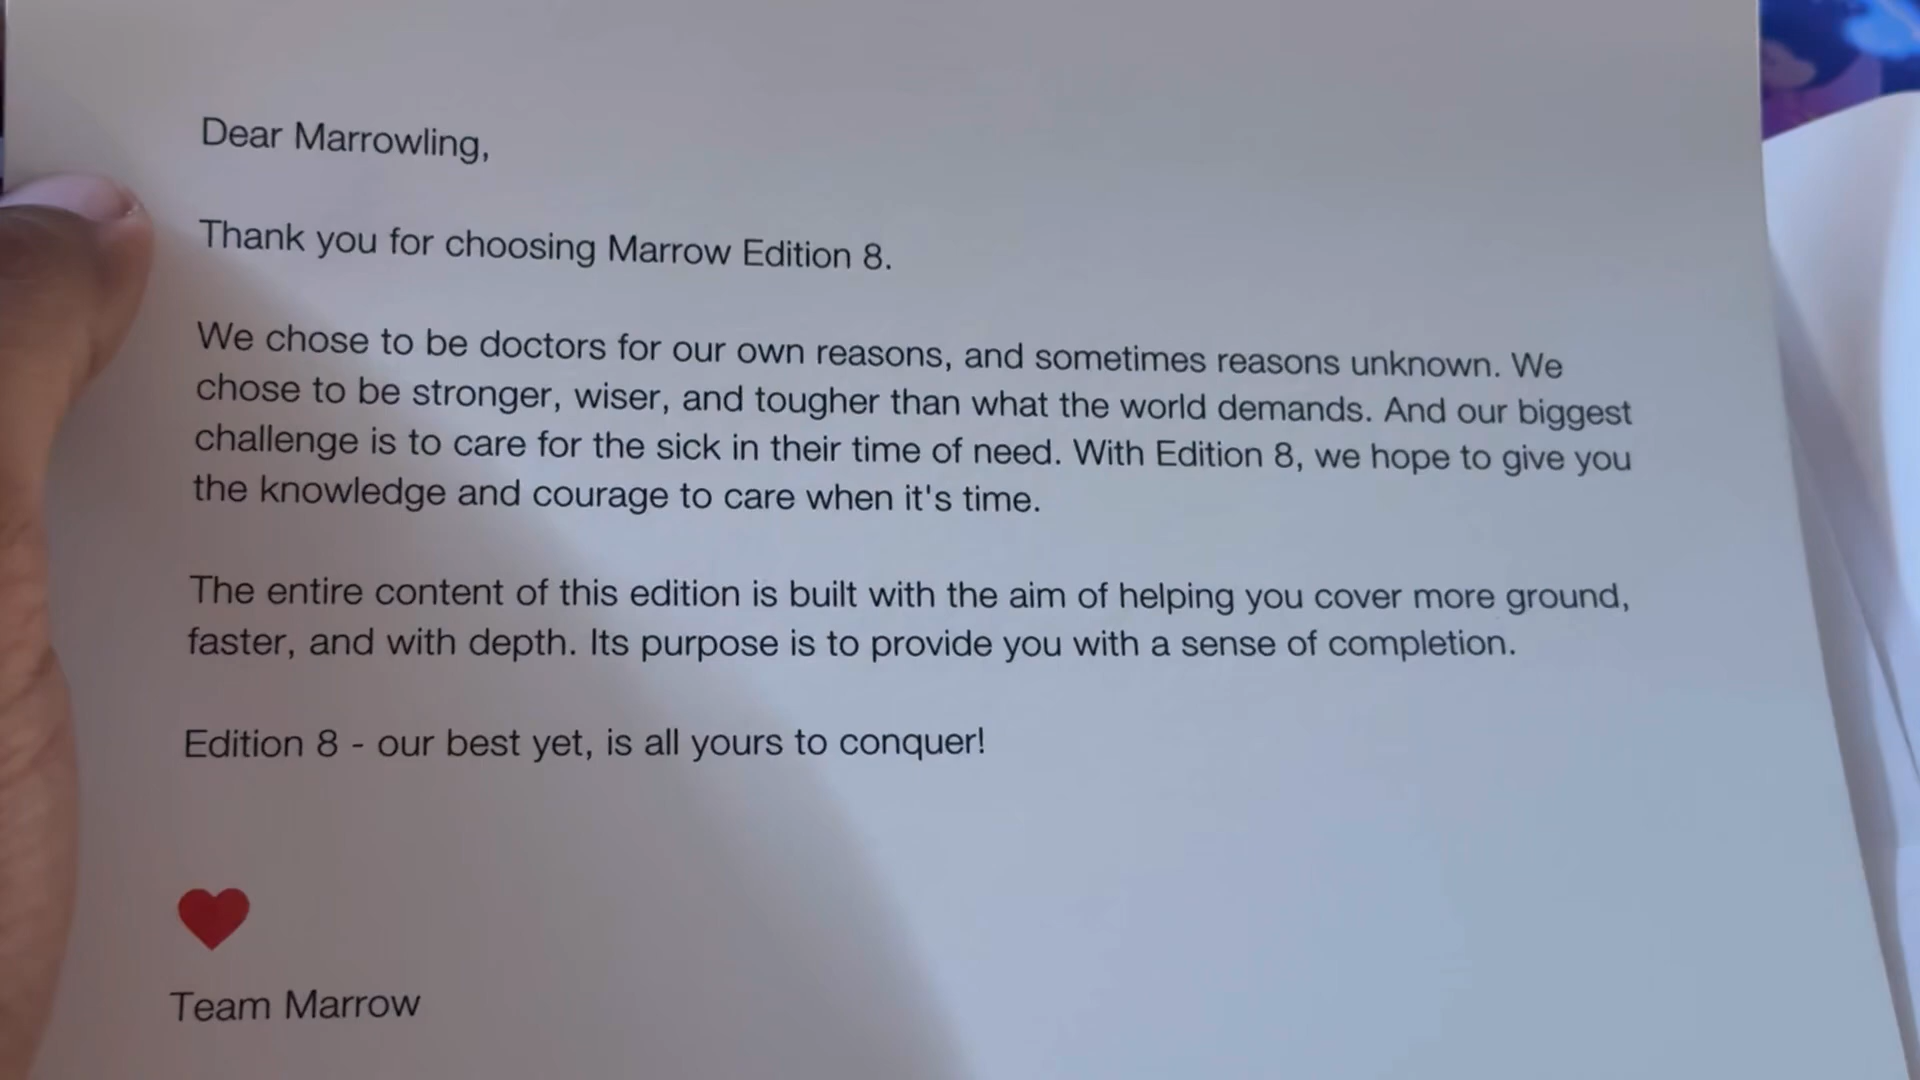 Dear Marrowling,
Thank you for choosing Marrow Edition 8.
We chose to be doctors for our own reasons, and sometimes reasons unknown. We
chose to be stronger, wiser, and tougher than what the world demands. And our biggest
challenge is to care for the sick in their time of need. With Edition 8, we hope to give you
the knowledge and courage to care when it's time.
The entire content of this edition is built with the aim of helping you cover more ground,
faster, and with depth. Its purpose is to provide you with a sense of completion.
Edition 8 - our best yet, is all yours to conquer!
Team Marrow